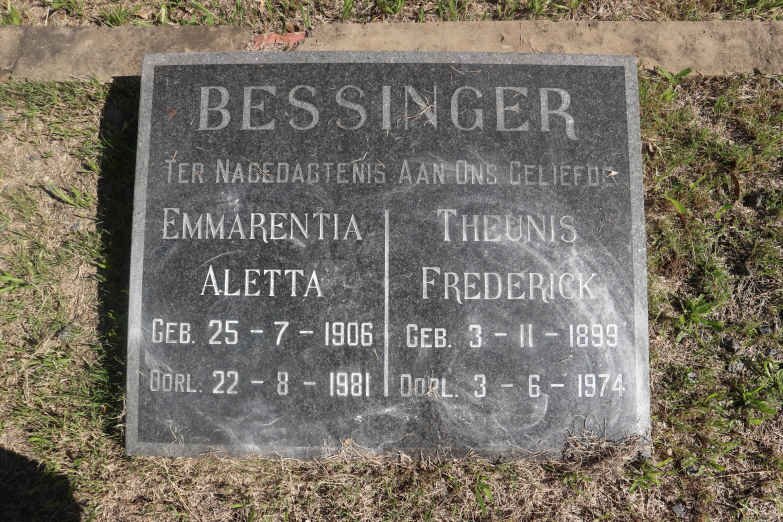 BESSINGER
TER NAGEDAGTENIS AAN ONS GELIEFDE
EMMARENTIA
ALETTA
GEB. 25 - 7 - 1906
OORL. 22 - 8 - 1981
THEUNIS
FREDERICK
GEB. 3 - 11 - 1899
OORL. 3 - 6 - 1974